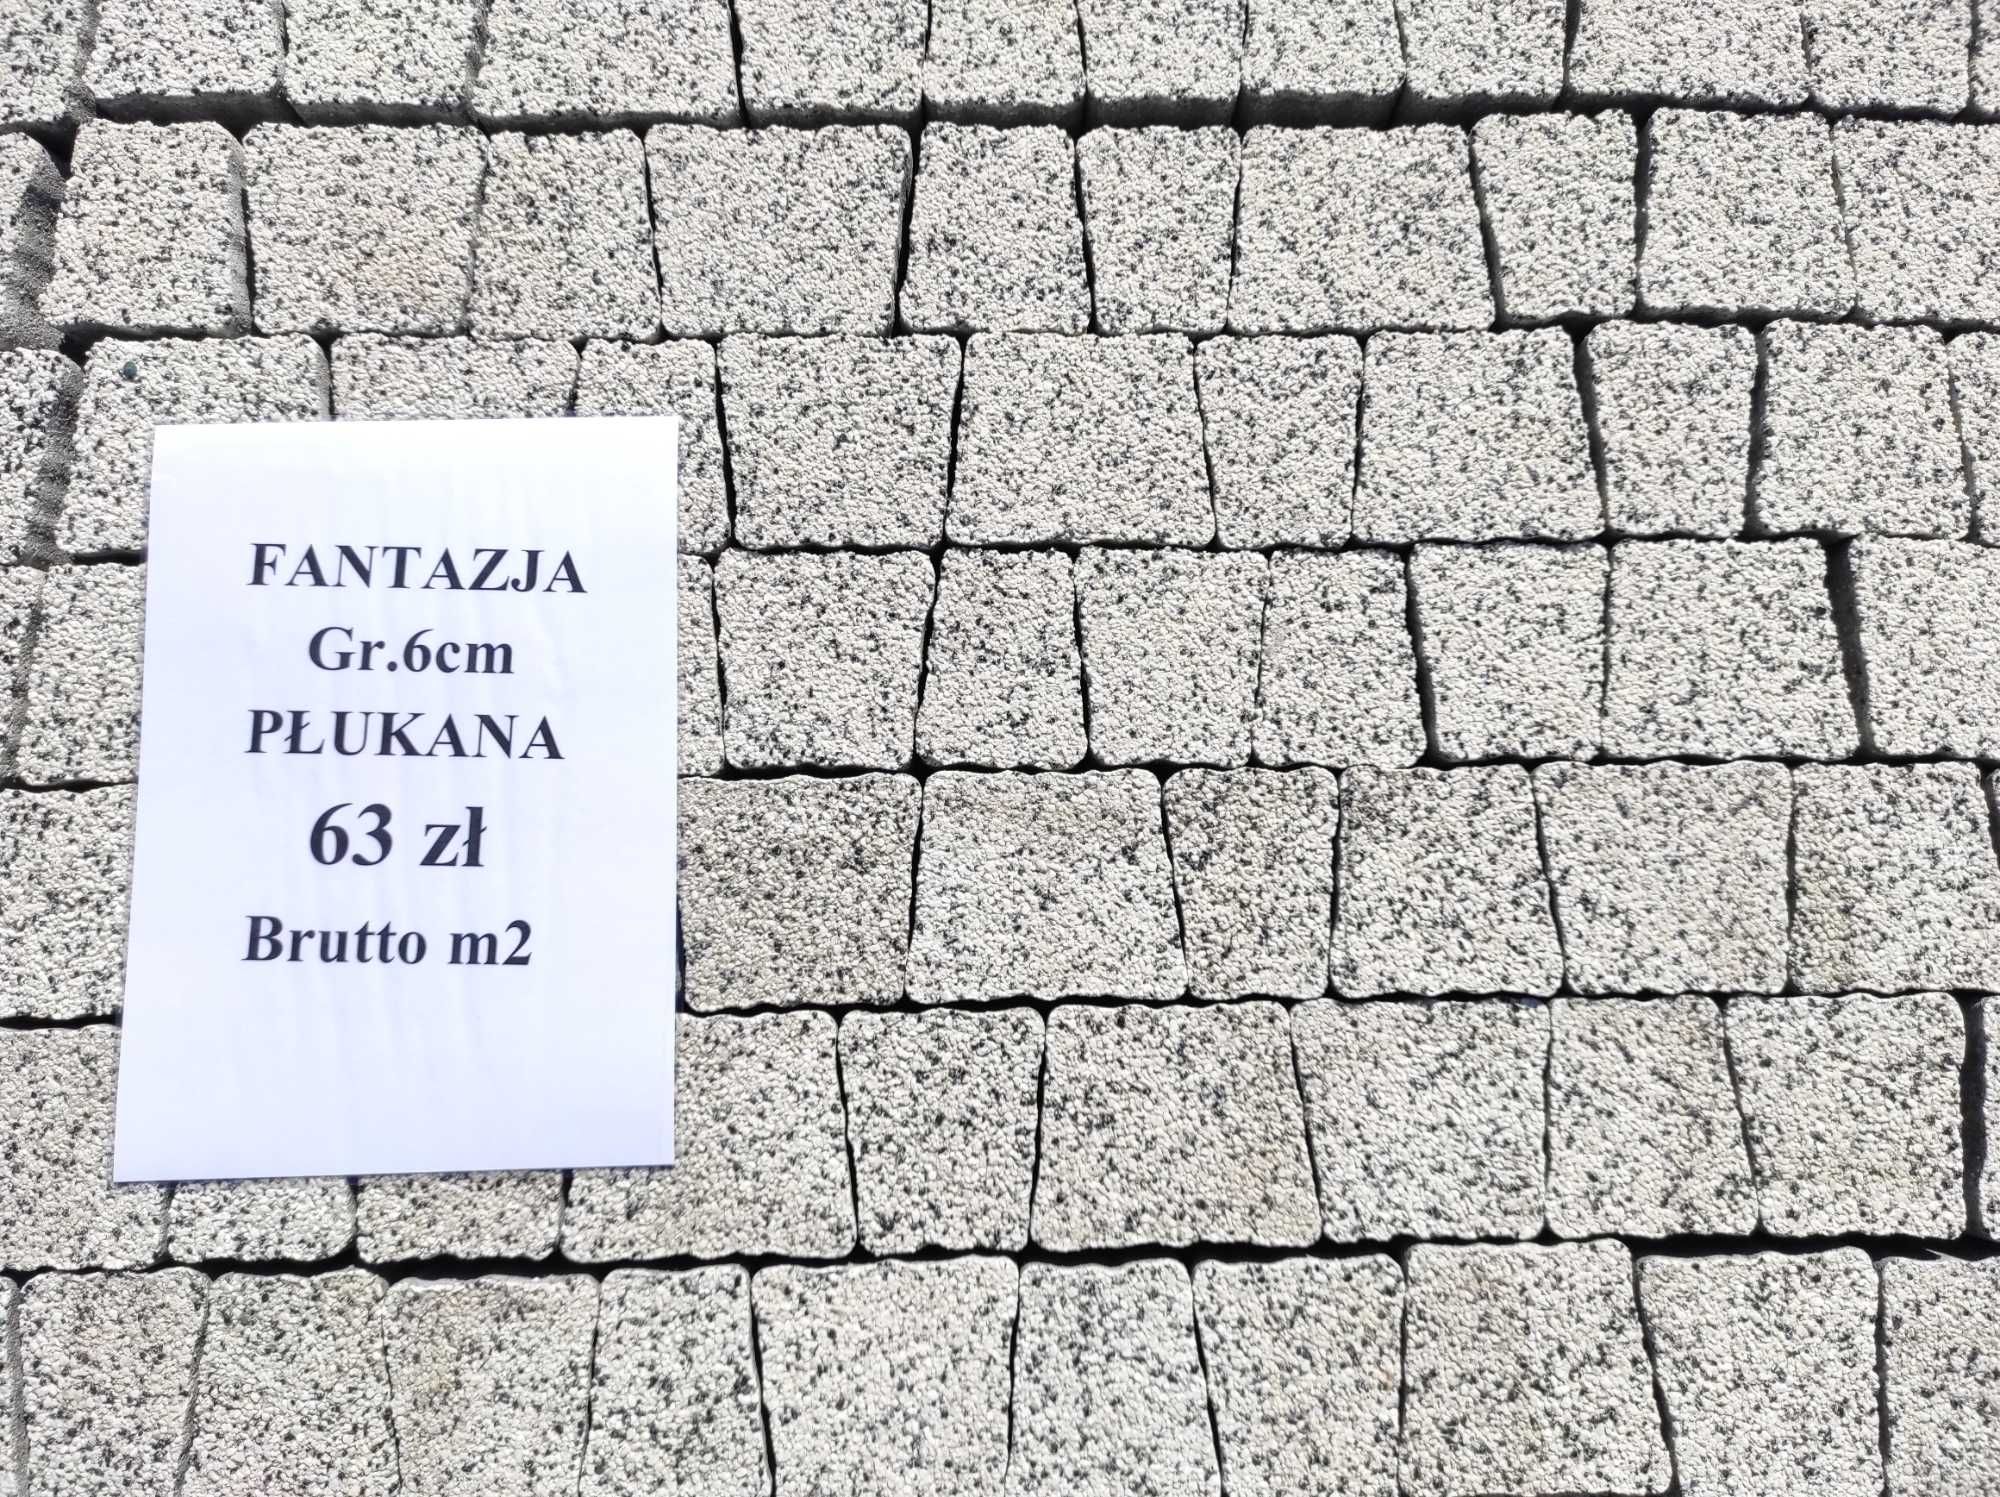 FANTAZJA
Gr.6cm
PŁUKANA
63 zł
Brutto m2